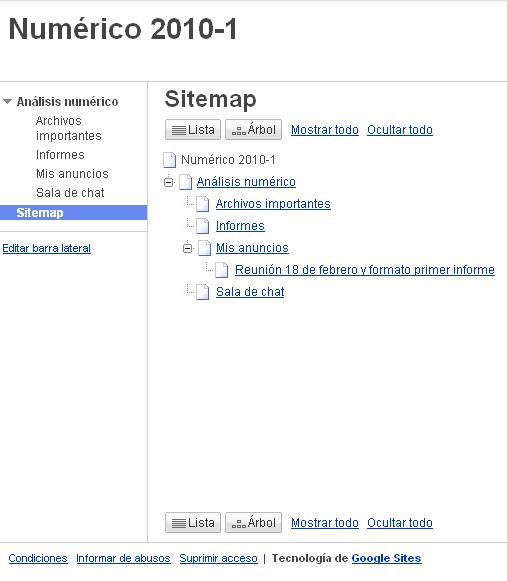 Numérico 2010-1
Análisis numérico
Archivos
importantes
Informes
Mis anuncios
Sala de chat
Sitemap
Editar barra lateral
Sitemap
Lista Árbol Mostrar todo Ocultar todo
Numérico 2010-1
Análisis numérico
Archivos importantes
Informes
Mis anuncios
Reunión 18 de febrero y formato primer informe
Sala de chat
Lista Árbol Mostrar todo Ocultar todo
Condiciones Informar de abusos Suprimir acceso | Tecnología de Google Sites